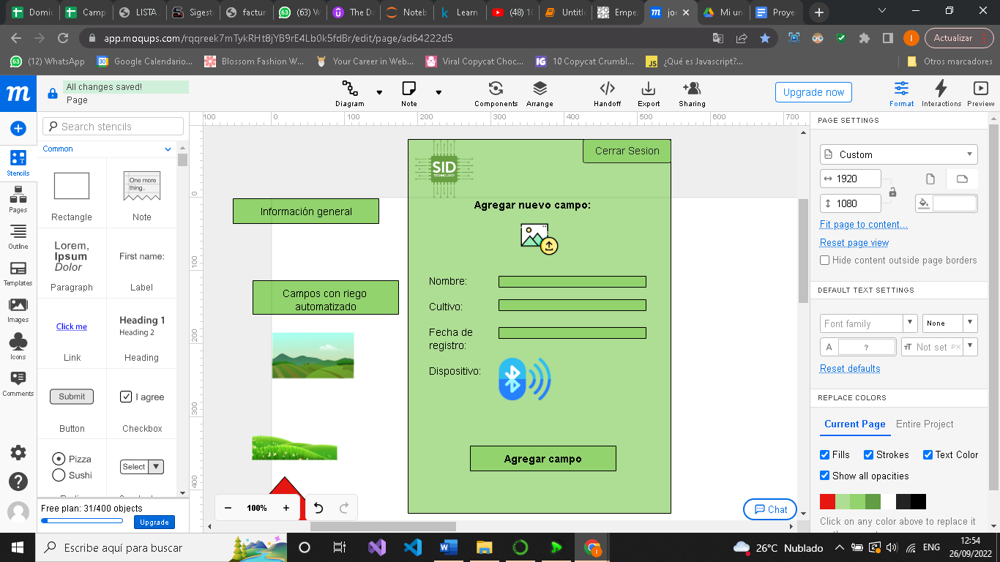 Domic
Camp
LISTA
Sigest
factur
(63) W
The Da
Noteb
Learn
(48) 10
Untitl
Empez
joe
Mi un
Proye
app.moqups.com/rqqreek7mTykRHt8jYB9rE4Lb0k5fdBr/edit/page/ad64222d5
I
Actualizar
(12) WhatsApp
Google Calendario...
Blossom Fashion W...
Your Career in Web...
Viral Copycat Choc...
IG
10 Copycat Crumbl...
JS
¿Qué es Javascript?...
Otros marcadores
m
All changes saved!
Page
Diagram
Note
Components
Arrange
Handoff
Export
Sharing
Upgrade now
Format
Interactions
Preview
Search stencils
Common
Stencils
Pages
Outline
Templates
Images
Icons
Comments
Rectangle
One more
thing..
Note
Lorem,
Ipsum
Dolor
Paragraph
First name:
Label
Click me
Link
Heading 1
Heading 2
Heading
Submit
Button
I agree
Checkbox
Pizza
Sushi
Select
Free plan: 31/400 objects
Upgrade
100
0
100
200
300
400
500
600
700
0
100
200
300
400
Información general
Campos con riego
automatizado
SID
TECHNOLOGY
Cerrar Sesion
Agregar nuevo campo:
Nombre:
Cultivo:
Fecha de
registro:
Dispositivo:
Agregar campo
100%
Chat
PAGE SETTINGS
Custom
1920
1080
Fit page to content...
Reset page view
Hide content outside page borders
DEFAULT TEXT SETTINGS
Font family
None
A
?
Not set
PX
Reset defaults
REPLACE COLORS
Current Page
Entire Project
Fills
Strokes
Text Color
Show all opacities
Click on any color above to replace it
Escribe aquí para buscar
26°C
Nublado
ENG
12:54
26/09/2022